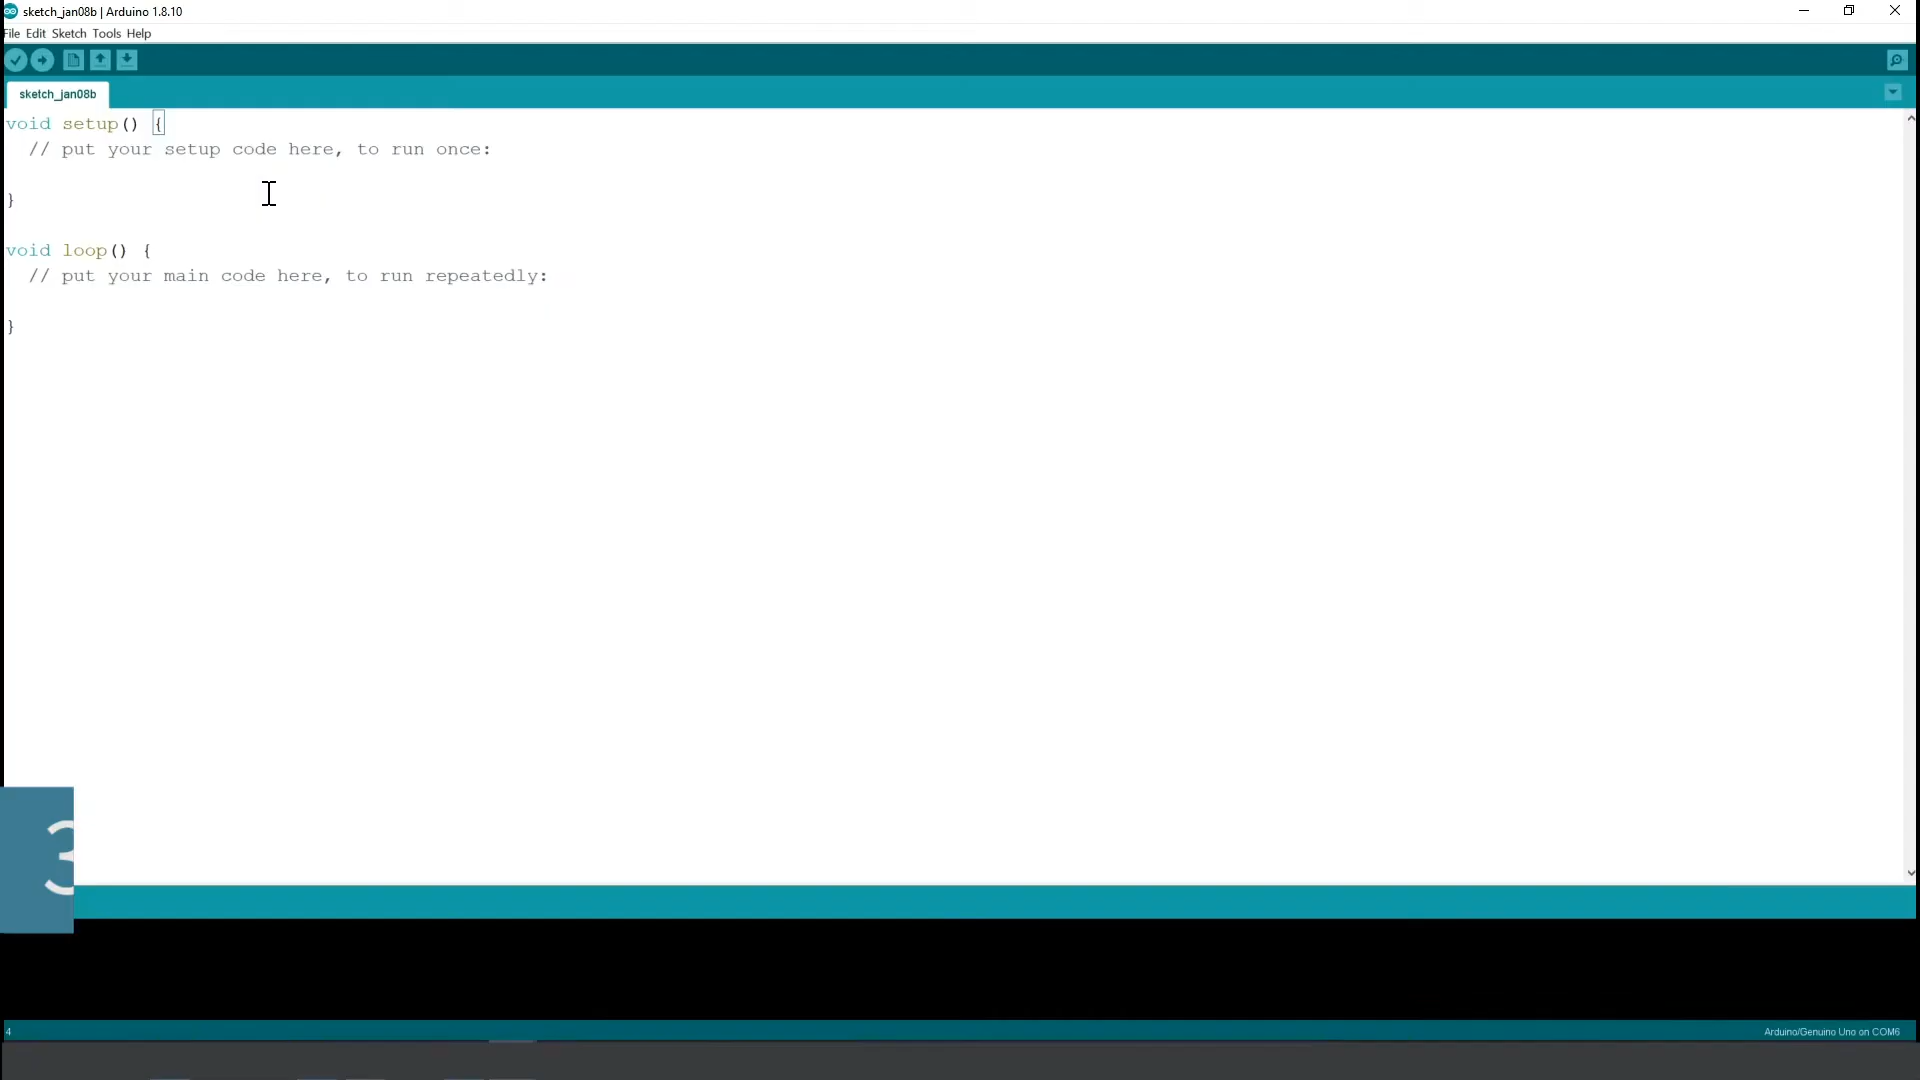 sketch_jan08b | Arduino 1.8.10
File Edit Sketch Tools Help
sketch_jan08b
void setup() {
// put your setup code here, to run once:
}
void loop() {
// put your main code here, to run repeatedly:
}
3
4
Arduino/Genuino Uno on COM6